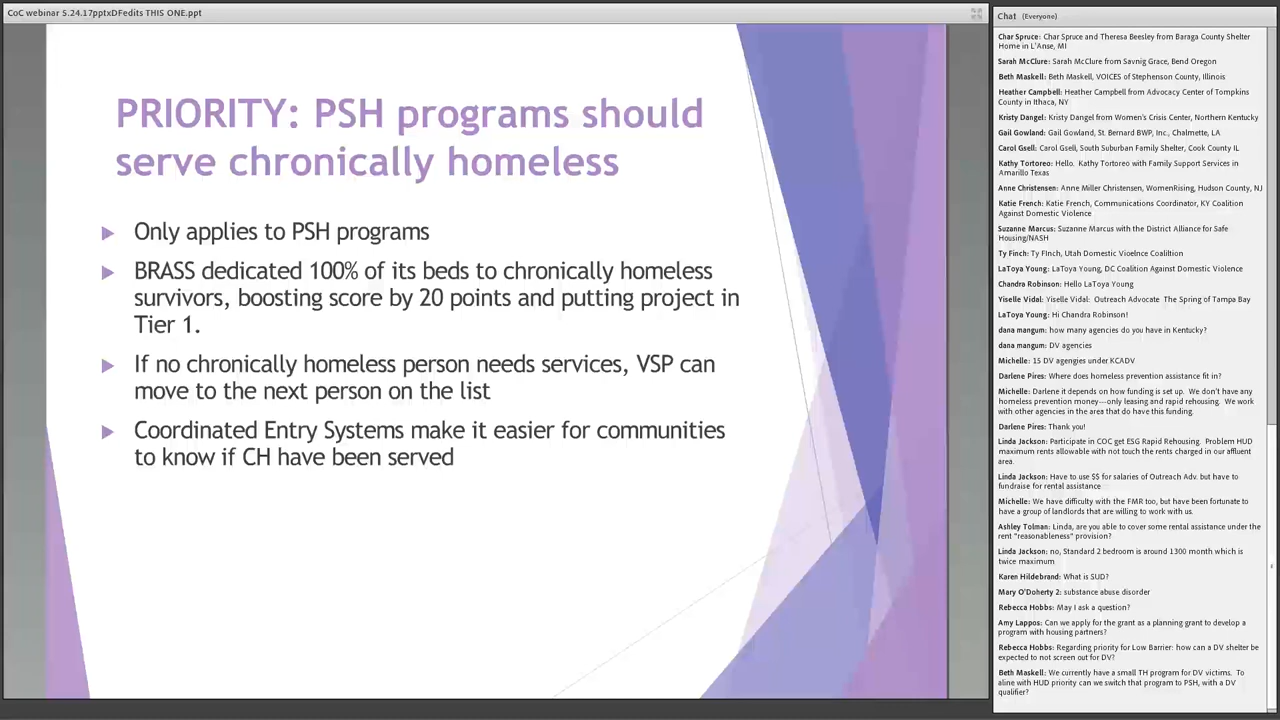 CoC webinar 5.24.17pptxDFedits THIS ONE.ppt
PRIORITY: PSH programs should
serve chronically homeless
Only applies to PSH programs
BRASS dedicated 100% of its beds to chronically homeless
survivors, boosting score by 20 points and putting project in
Tier 1.
If no chronically homeless person needs services, VSP can
move to the next person on the list
Coordinated Entry Systems make it easier for communities
to know if CH have been served
Chat (Everyone)
Char Spruce: Char Spruce and Theresa Beesley from Baraga County Shelter
Home in L'Anse, MI
Sarah McClure: Sarah McClure from Savnig Grace, Bend Oregon
Beth Maskell: Beth Maskell, VOICES of Stephenson County, Illinois
Heather Campbell: Heather Campbell from Advocacy Center of Tompkins
County in Ithaca, NY
Kristy Dangel: Kristy Dangel from Women's Crisis Center, Northern Kentucky
Gail Gowland: Gail Gowland, St. Bernard BWP, Inc., Chalmette, LA
Carol Gsell: Carol Gsell, South Suburban Family Shelter, Cook County IL
Kathy Tortoreo: Hello. Kathy Tortoreo with Family Support Services in
Amarillo Texas
Anne Christensen: Anne Miller Christensen, WomenRising, Hudson County, NJ
Katie French: Katie French, Communications Coordinator, KY Coalition
Against Domestic Violence
Suzanne Marcus: Suzanne Marcus with the District Alliance for Safe
Housing/NASH
Ty Finch: Ty FInch, Utah Domestic Vioelnce Coaliltion
LaToya Young: LaToya Young, DC Coalition Against Domestic Violence
Chandra Robinson: Hello LaToya Young
Yiselle Vidal: Yiselle Vidal: Outreach Advocate The Spring of Tampa Bay
LaToya Young: Hi Chandra Robinson!
dana mangum: how many agencies do you have in Kentucky?
dana mangum: DV agencies
Michelle: 15 DV agengies under KCADV
Darlene Pires: Where does homeless prevention assistance fit in?
Michelle: Darlene it depends on how funding is set up. We don't have any
homeless prevention money---only leasing and rapid rehousing. We work
with other agencies in the area that do have this funding.
Darlene Pires: Thank you!
Linda Jackson: Participate in COC get ESG Rapid Rehousing. Problem HUD
maximum rents allowable with not touch the rents charged in our affluent
area.
Linda Jackson: Have to use $$ for salaries of Outreach Adv. but have to
fundraise for rental assistance
Michelle: We have difficulty with the FMR too, but have been fortunate to
have a group of landlords that are willing to work with us.
Ashley Tolman: Linda, are you able to cover some rental assistance under the
rent "reasonableness" provision?
Linda Jackson: no, Standard 2 bedroom is around 1300 month which is
twice maximum
Karen Hildebrand: What is SUD?
Mary O'Doherty 2: substance abuse disorder
Rebecca Hobbs: May I ask a question?
Amy Lappos: Can we apply for the grant as a planning grant to develop a
program with housing partners?
Rebecca Hobbs: Regarding priority for Low Barrier: how can a DV shelter be
expected to not screen out for DV?
Beth Maskell: We currently have a small TH program for DV victims. To
aline with HUD priority can we switch that program to PSH, with a DV
qualifier?